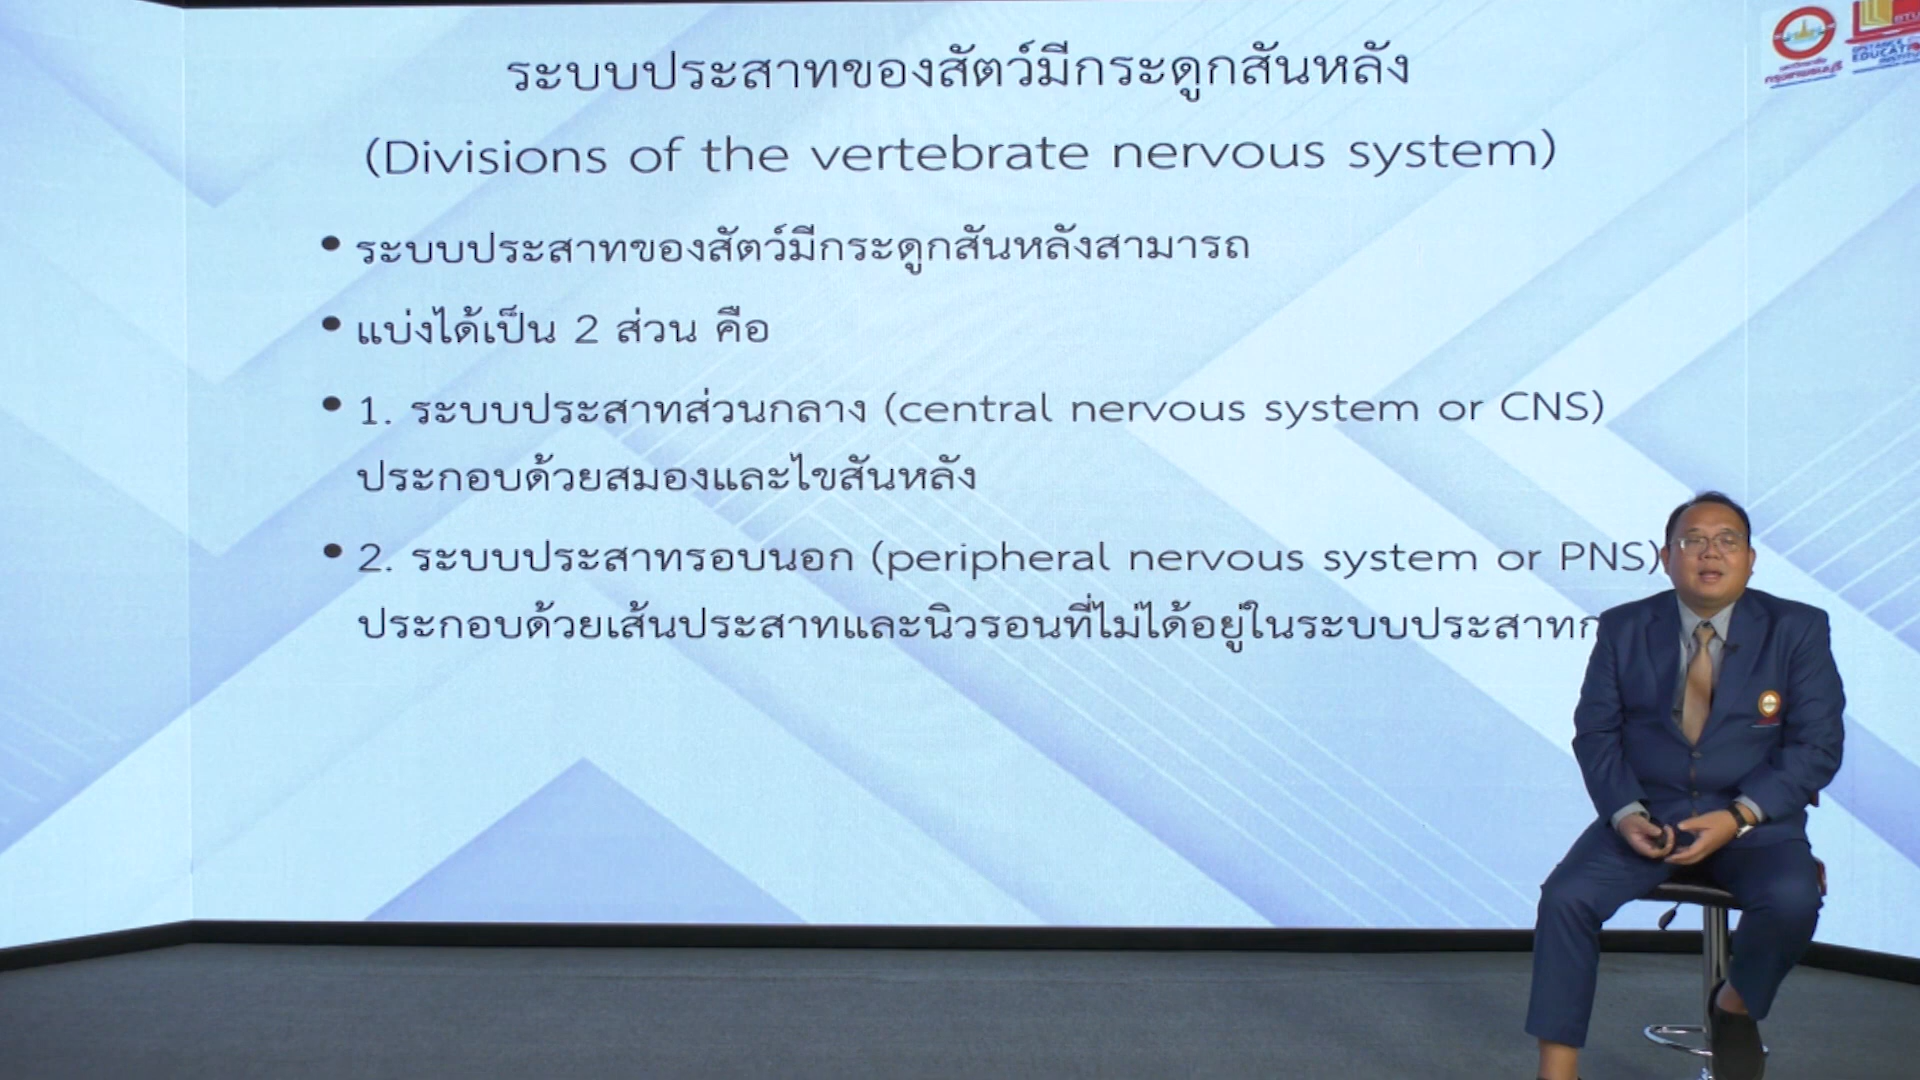 ระบบประสาทของสัตว์มีกระดูกสันหลัง
(Divisions of the vertebrate nervous system)
• ระบบประสาทของสัตว์มีกระดูกสันหลังสามารถ
• แบ่งได้เป็น 2 ส่วน คือ
• 1. ระบบประสาทส่วนกลาง (central nervous system or CNS)
ประกอบด้วยสมองและไขสันหลัง
• 2. ระบบประสาทรอบนอก (peripheral nervous system or PNS)
ประกอบด้วยเส้นประสาทและนิวรอนที่ไม่ได้อยู่ในระบบประสาทก